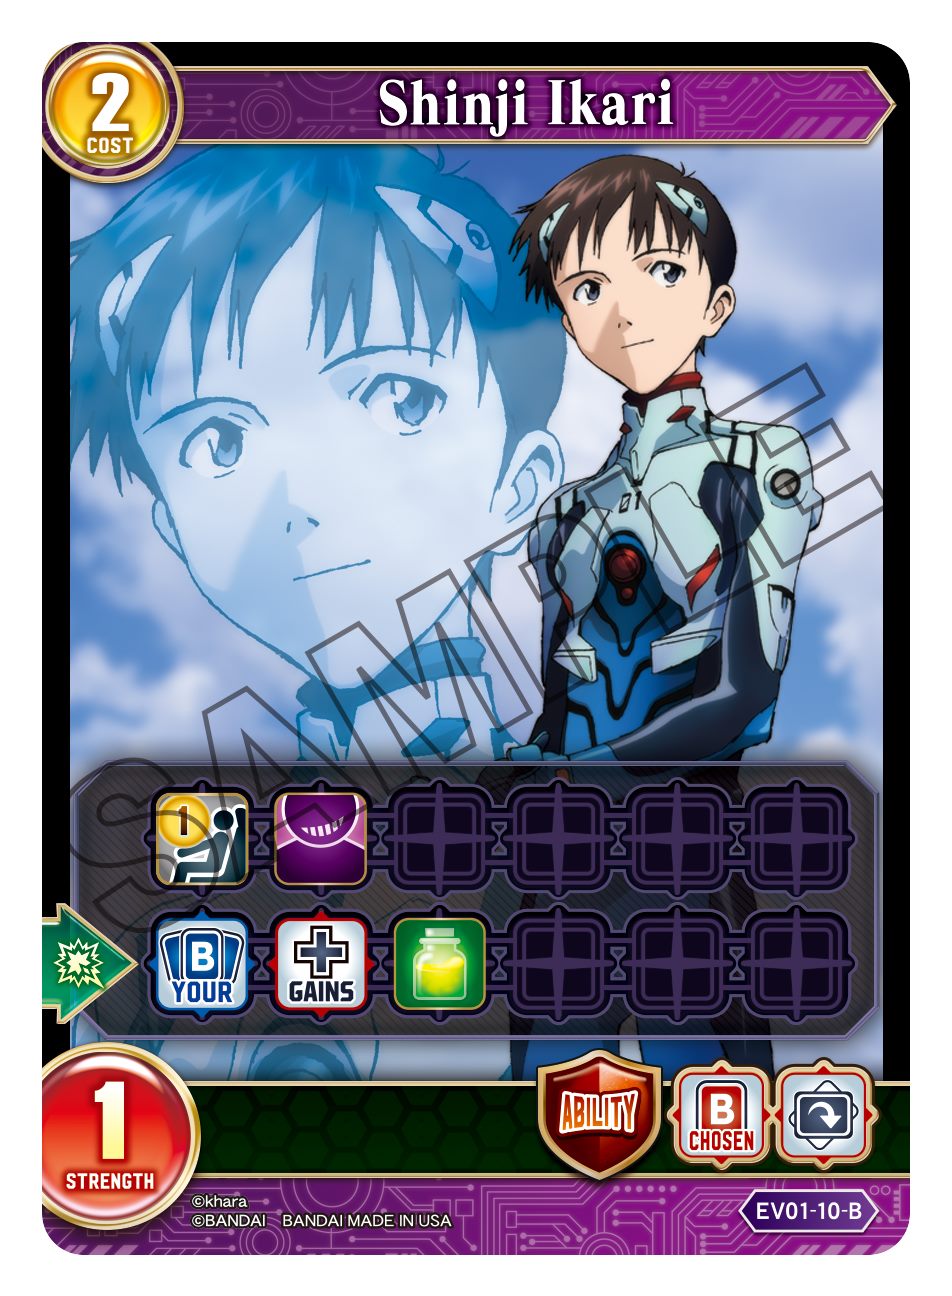 2
COST
Shinji Ikari
01
SAMPLE
1
B
YOUR
GAINS
1
STRENGTH
ABILITY
B
CHOSEN
©khara
©BANDAI BANDAI MADE IN USA
EV01-10-B